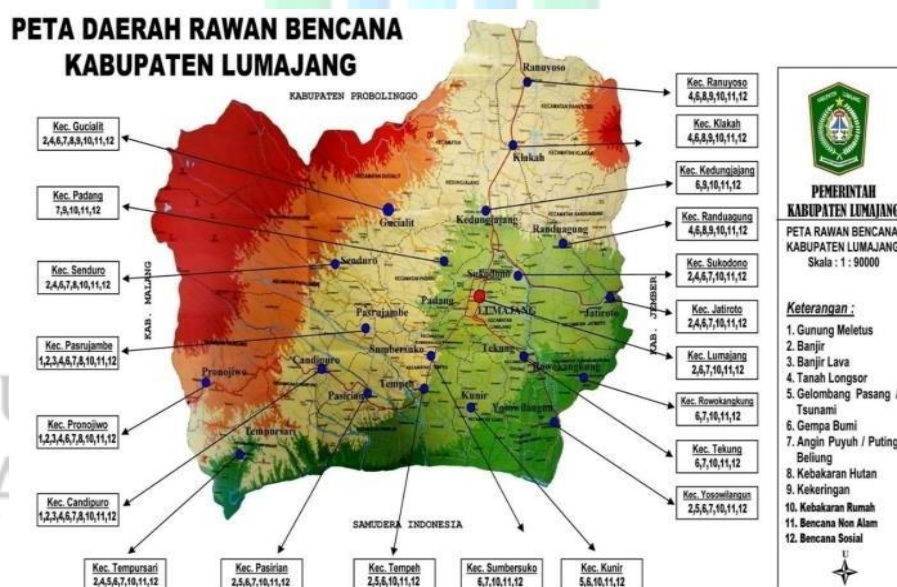 PETA DAERAH RAWAN BENCANA
KABUPATEN LUMAJANG
KABUPATEN PROBOLINGGO
Kec. Gucialit
2,4,6,7,8,9,10,11,12
Kec. Padang
7,9,10,11,12
Kec. Senduro
2,4,6,7,8,10,11,12
Kec. Pasrujambe
1,2,3,4,6,7,8,10,11,12
Kec. Pronojiwo
1,2,3,4,6,7,8,10,11,12
Kec. Candipuro
1,2,3,4,6,7,8,10,11,12
Kec. Tempursari
2,4,5,6,7,10,11,12
Kec. Pasirian
2,5,6,7,10,11,12
Kec. Tempeh
2,5,6,10,11,12
Kec. Sumbersuko
6,7,10,11,12
Kec. Kunir
5,6,10,11,12
KAB. MALANG
Ranuyoso
Klakah
Gucialit
Kedungjajang
Randuagung
Senduro
Sukodono
Padang
LUMAJANG
Jatiroto
Pasrujambe
Sumbersuko
Tekung
Rowokangkung
Candipuro
Pronojiwo
Pasirian
Tempeh
Kunir
Yosowilangun
Tempursari
SAMUDERA INDONESIA
KAB. JEMBER
Kec. Ranuyoso
4,6,8,9,10,11,12
Kec. Klakah
4,6,8,9,10,11,12
Kec. Kedungjajang
6,9,10,11,12
Kec. Randuagung
4,6,8,9,10,11,12
Kec. Sukodono
2,4,6,7,10,11,12
Kec. Jatiroto
2,4,6,7,10,11,12
Kec. Lumajang
2,6,7,10,11,12
Kec. Rowokangkung
6,7,10,11,12
Kec. Tekung
6,7,10,11,12
Kec. Yosowilangun
2,5,6,7,10,11,12
PEMERINTAH
KABUPATEN LUMAJANG
PETA RAWAN BENCANA
KABUPATEN LUMAJANG
Skala : 1 : 90000
Keterangan :
1. Gunung Meletus
2. Banjir
3. Banjir Lava
4. Tanah Longsor
5. Gelombang Pasang /
Tsunami
6. Gempa Bumi
7. Angin Puyuh / Puting
Beliung
8. Kebakaran Hutan
9. Kekeringan
10. Kebakaran Rumah
11. Bencana Non Alam
12. Bencana Sosial
U